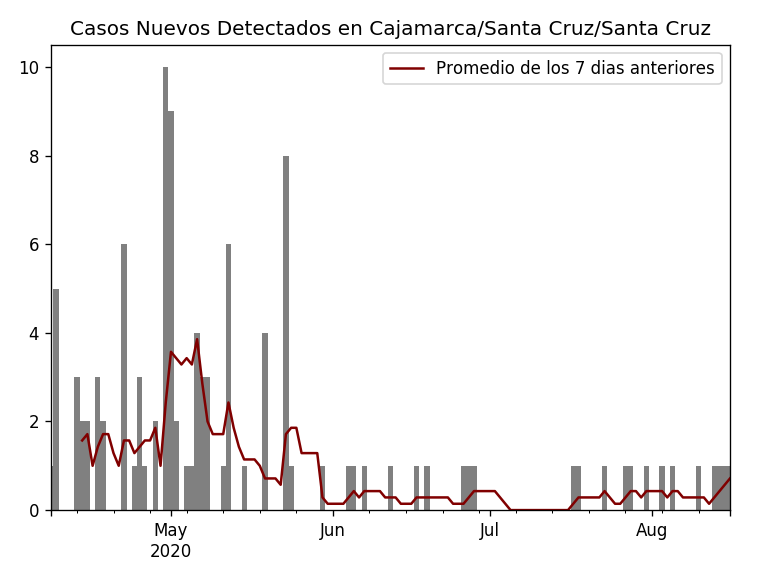 Casos Nuevos Detectados en Cajamarca/Santa Cruz/Santa Cruz
Promedio de los 7 dias anteriores
10
8
6
4
2
0
May
2020
Jun
Jul
Aug